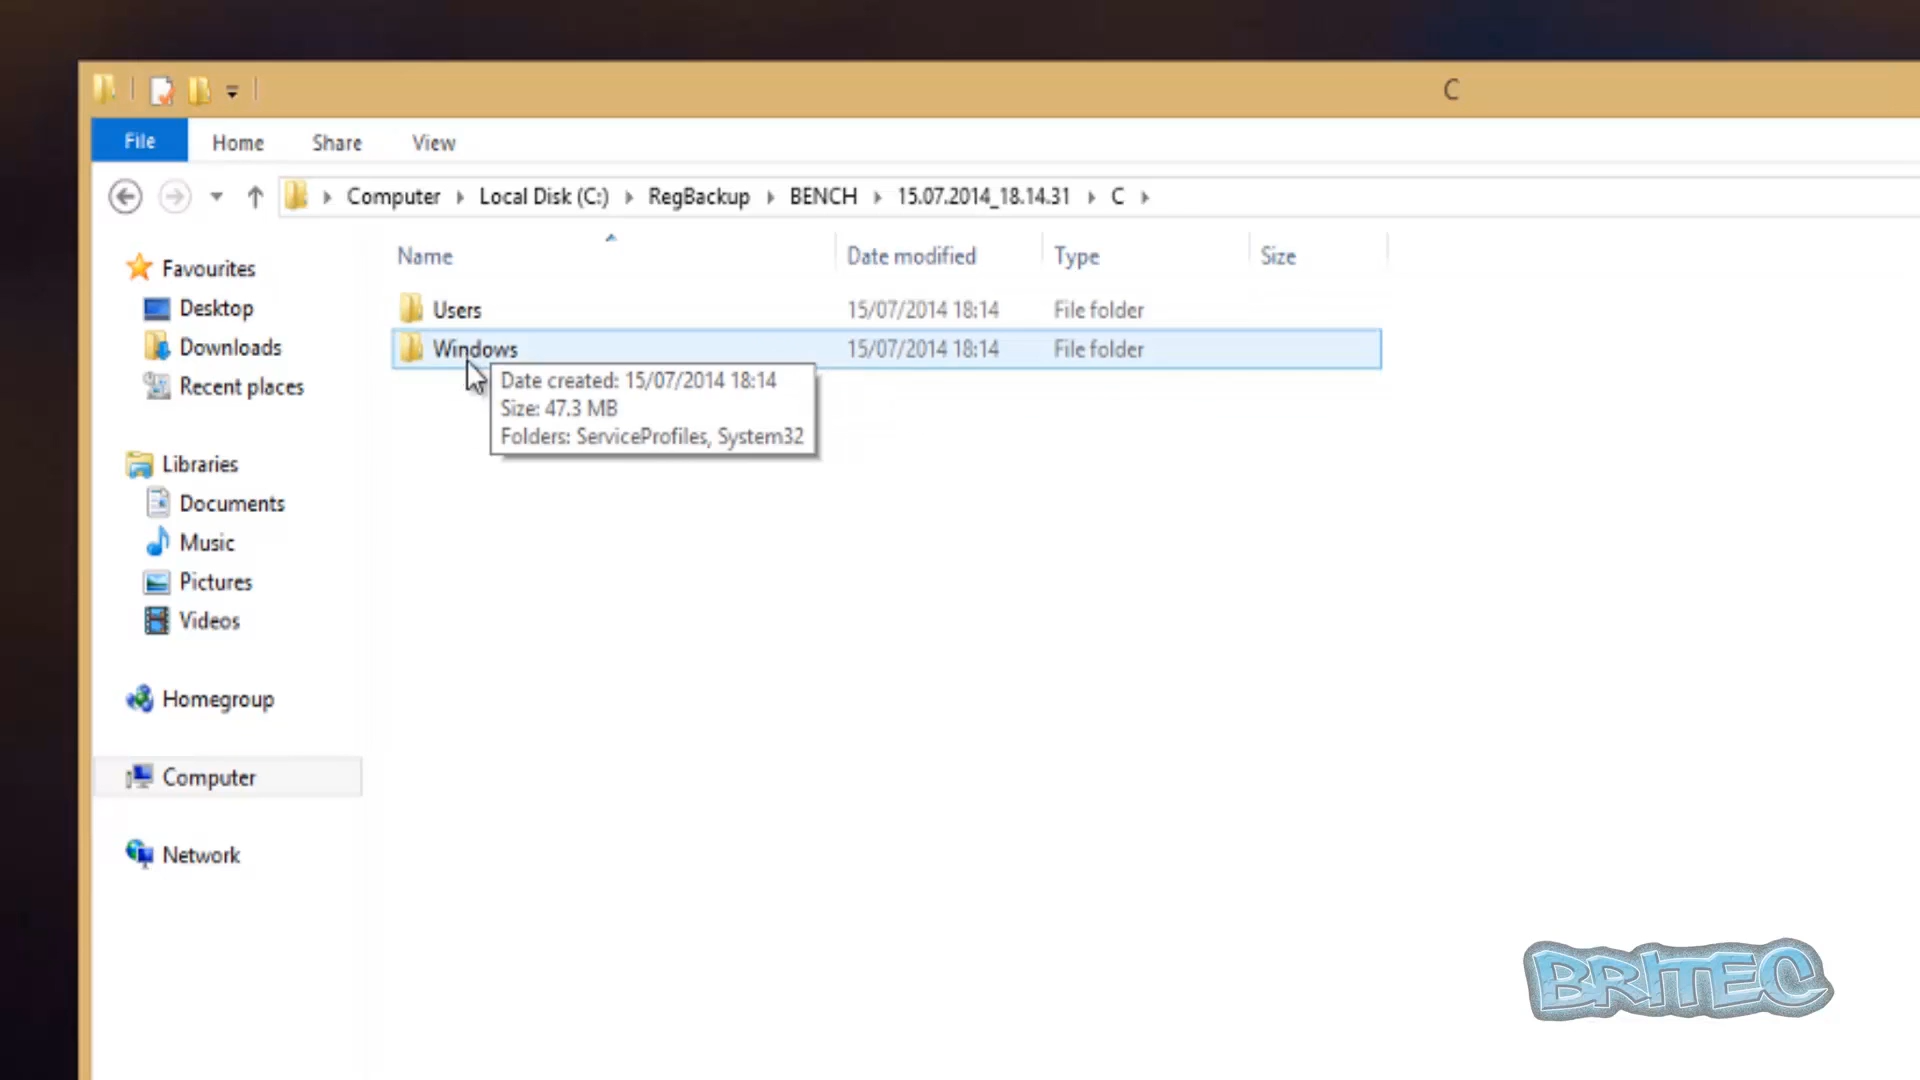 C
File Home Share View
Computer Local Disk (C:) RegBackup BENCH 15.07.2014_18.14.31 C
Name Date modified Type Size
Favourites
Desktop
Downloads
Recent places
Libraries
Documents
Music
Pictures
Videos
Homegroup
Computer
Network
Users 15/07/2014 18:14 File folder
Windows 15/07/2014 18:14 File folder
Date created: 15/07/2014 18:14
Size: 47.3 MB
Folders: ServiceProfiles, System32
BRITEC